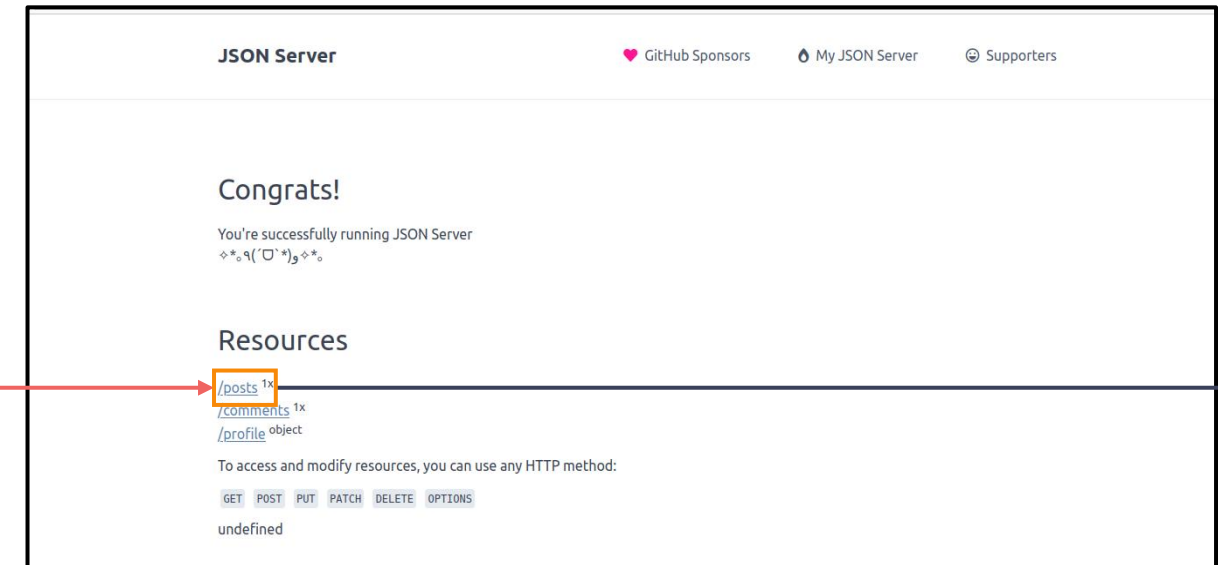 JSON Server
GitHub Sponsors
My JSON Server
Supporters
Congrats!
You're successfully running JSON Server
✧*｡٩(ˊᗜˋ*)و✧*｡
Resources
/posts 1x
/comments 1x
/profile object
To access and modify resources, you can use any HTTP method:
GET POST PUT PATCH DELETE OPTIONS
undefined